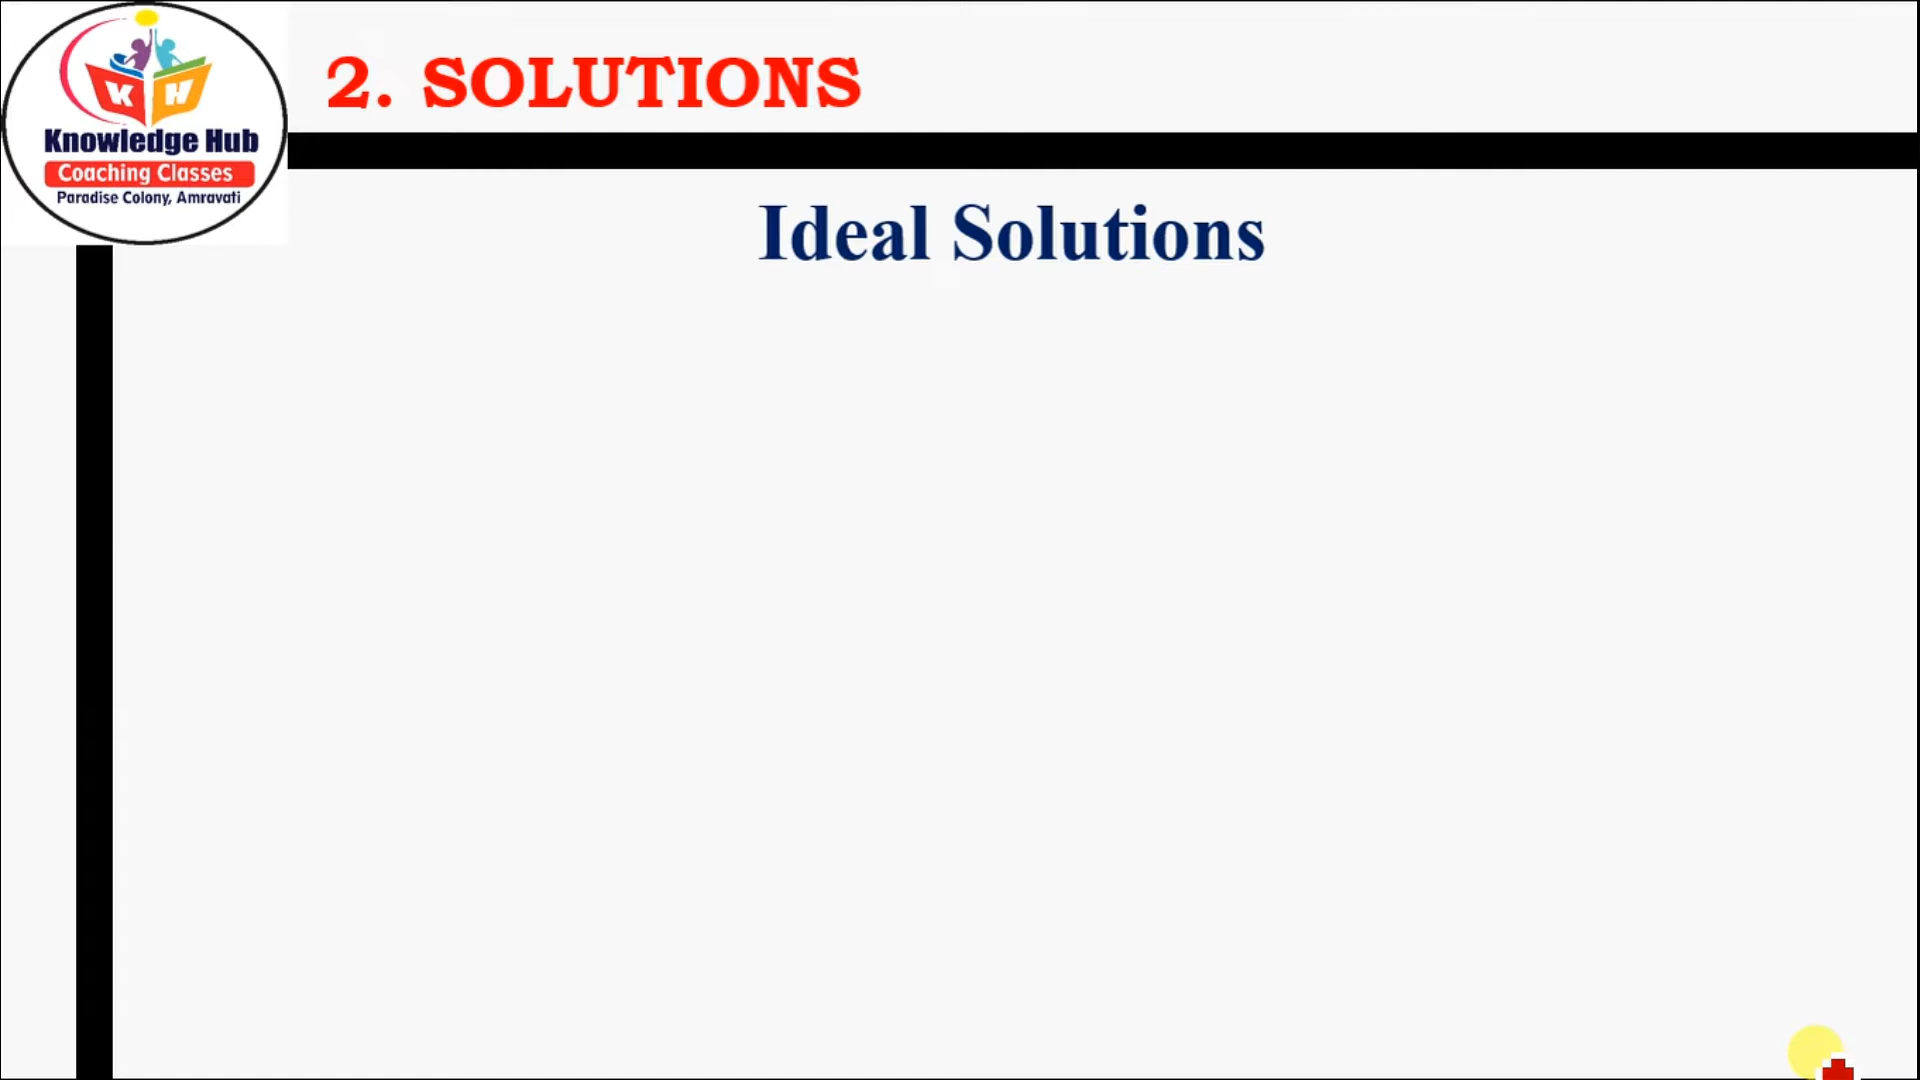 K H
Knowledge Hub
Coaching Classes
Paradise Colony, Amravati
2. SOLUTIONS
Ideal Solutions